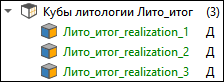 Кубы литологии Лито_итог (3)
Лито_итог_realization_1 Д
Лито_итог_realization_2 Д
Лито_итог_realization_3 Д